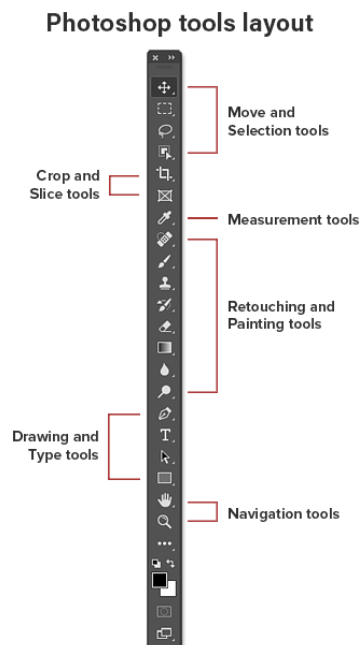 Photoshop tools layout
Move and
Selection tools
Crop and
Slice tools
Measurement tools
Retouching and
Painting tools
Drawing and
Type tools
Navigation tools